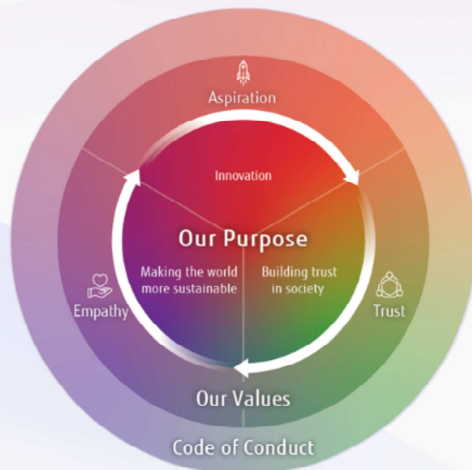 Aspiration
Innovation
Our Purpose
Making the world
more sustainable
Building trust
in society
Empathy
Trust
Our Values
Code of Conduct